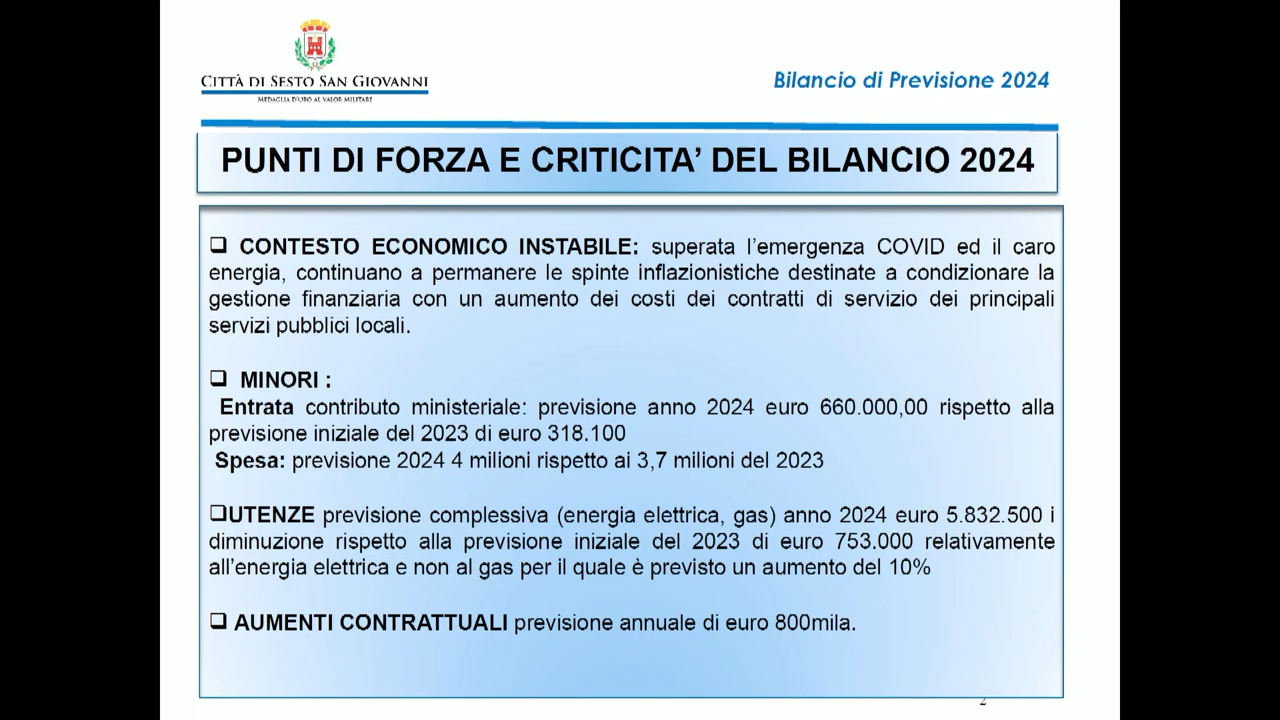 CITTÀ DI SESTO SAN GIOVANNI
MEDAGLIA D'ORO AL VALOR MILITARE
Bilancio di Previsione 2024
PUNTI DI FORZA E CRITICITA' DEL BILANCIO 2024
❑ CONTESTO ECONOMICO INSTABILE: superata l'emergenza COVID ed il caro
energia, continuano a permanere le spinte inflazionistiche destinate a condizionare la
gestione finanziaria con un aumento dei costi dei contratti di servizio dei principali
servizi pubblici locali.
❑ MINORI :
Entrata contributo ministeriale: previsione anno 2024 euro 660.000,00 rispetto alla
previsione iniziale del 2023 di euro 318.100
Spesa: previsione 2024 4 milioni rispetto ai 3,7 milioni del 2023
❑UTENZE previsione complessiva (energia elettrica, gas) anno 2024 euro 5.832.500 i
diminuzione rispetto alla previsione iniziale del 2023 di euro 753.000 relativamente
all'energia elettrica e non al gas per il quale è previsto un aumento del 10%
❑ AUMENTI CONTRATTUALI previsione annuale di euro 800mila.
2